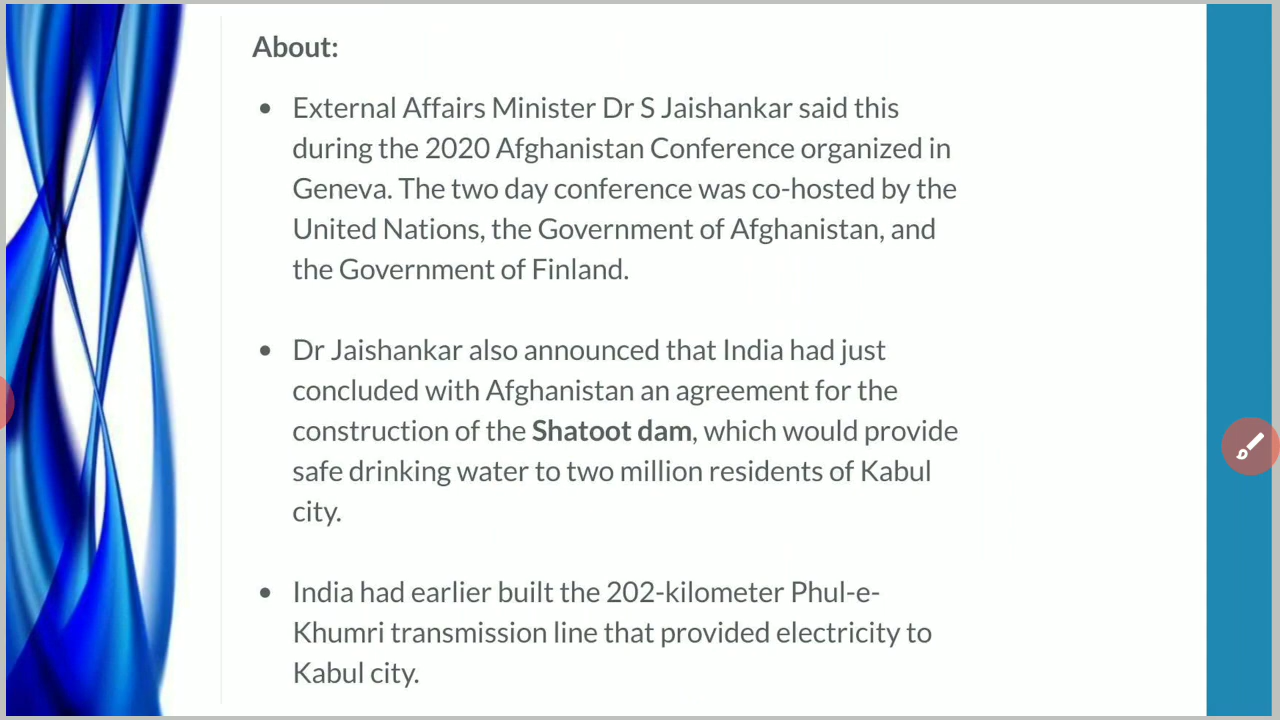 About:
External Affairs Minister Dr S Jaishankar said this
during the 2020 Afghanistan Conference organized in
Geneva. The two day conference was co-hosted by the
United Nations, the Government of Afghanistan, and
the Government of Finland.
Dr Jaishankar also announced that India had just
concluded with Afghanistan an agreement for the
construction of the Shatoot dam, which would provide
safe drinking water to two million residents of Kabul
city.
India had earlier built the 202-kilometer Phul-e-
Khumri transmission line that provided electricity to
Kabul city.